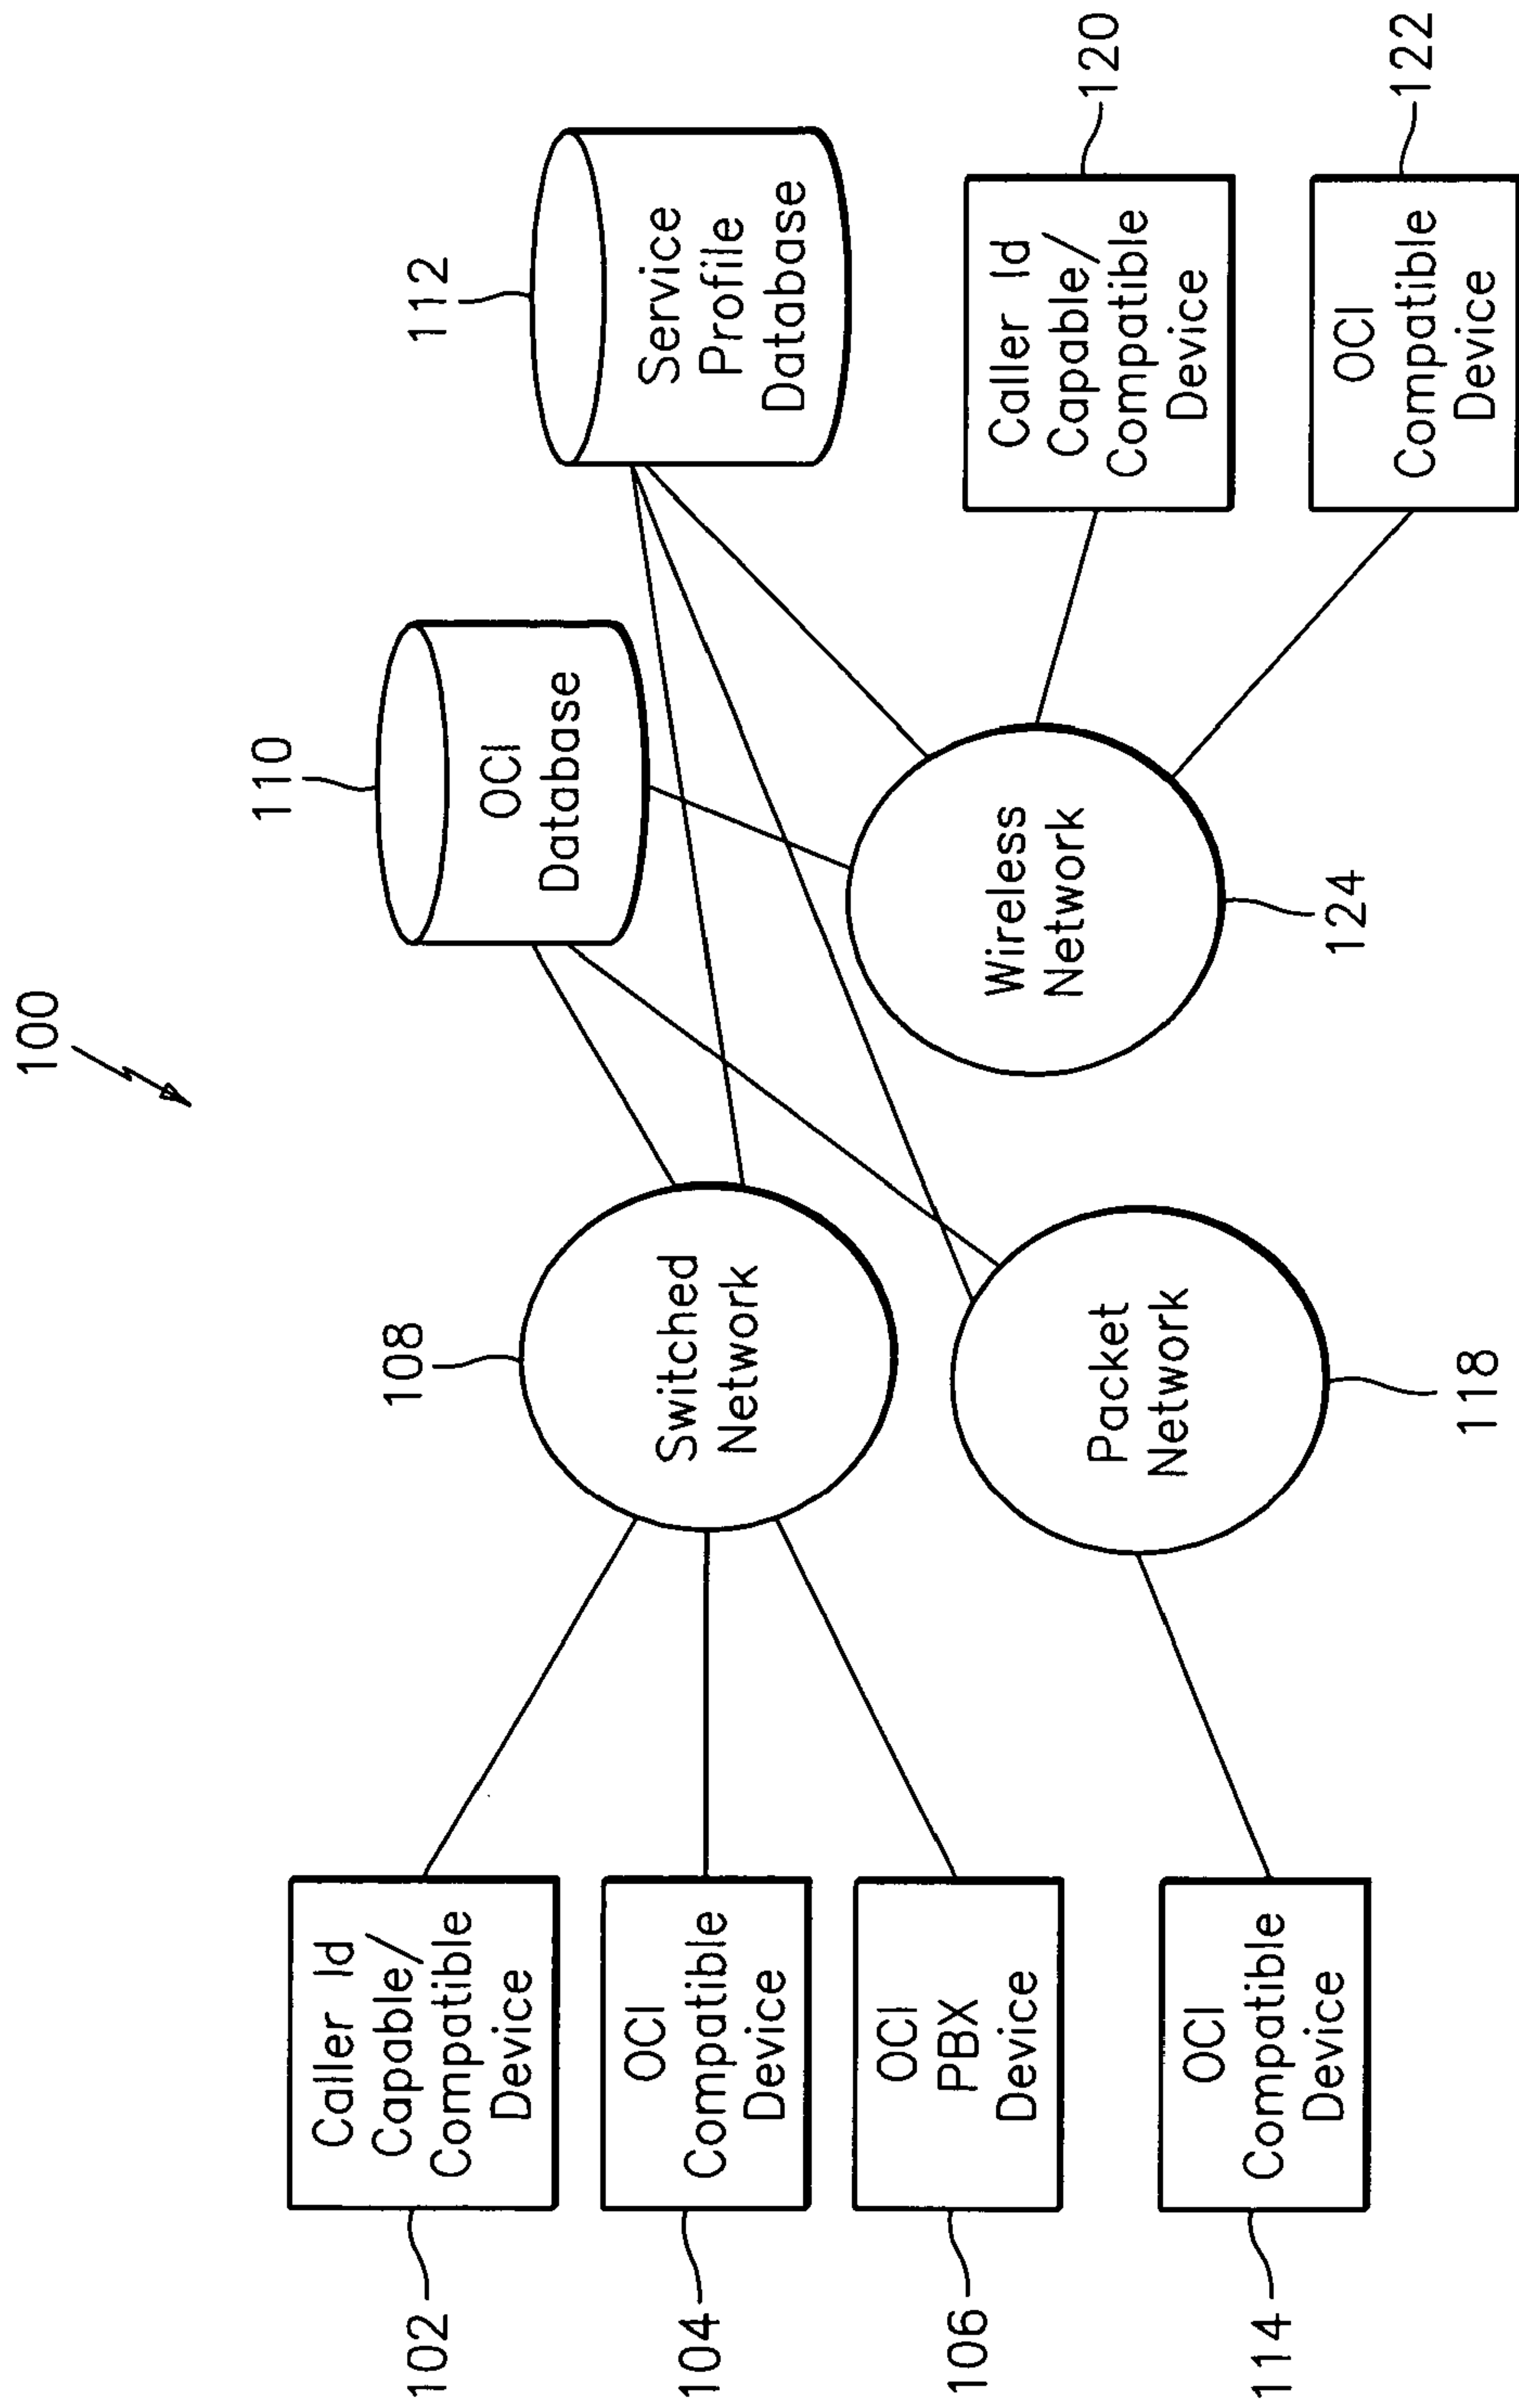 100
110
112
OCI
Database
Service
Profile
Database
108
Switched
Network
102
Caller Id
Capable/
Compatible
Device
104
OCI
Compatible
Device
106
OCI
PBX
Device
114
OCI
Compatible
Device
Packet
Network
118
Wireless
Network
124
Caller Id
Capable/
Compatible
Device
120
OCI
Compatible
Device
122